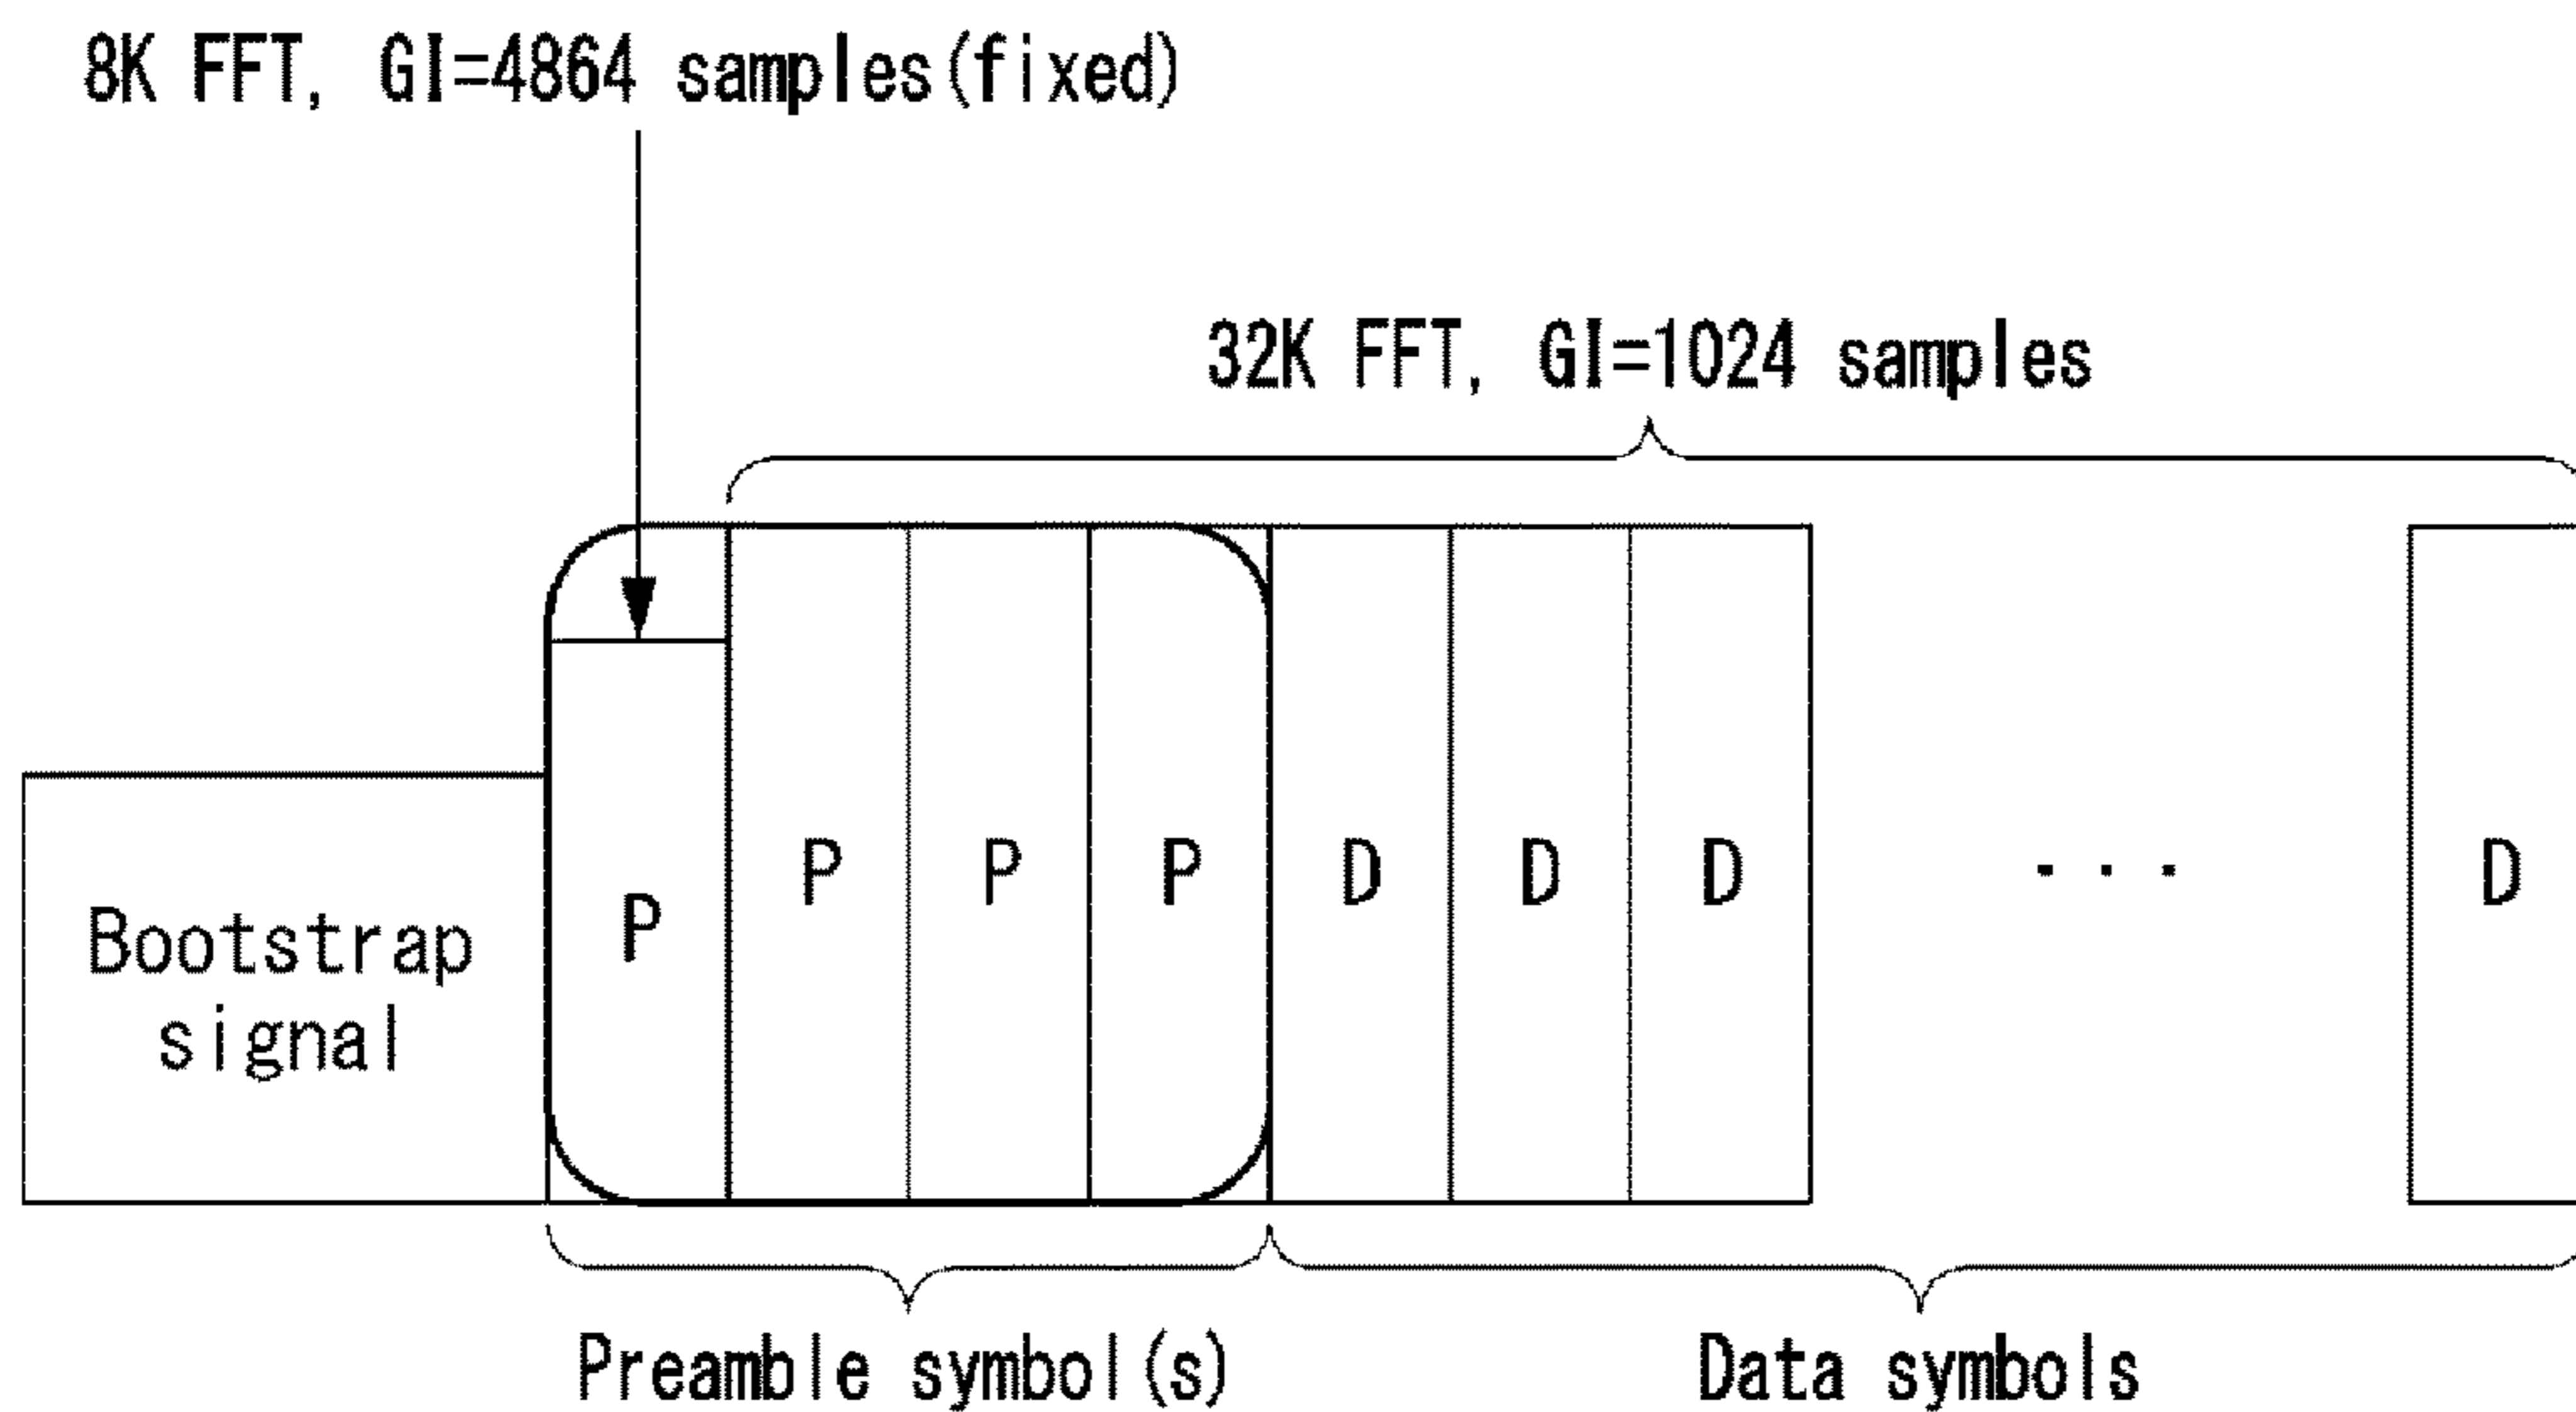 8K FFT, GI=4864 samples(fixed)
32K FFT, GI=1024 samples
Bootstrap
signal
P P P P D D D ··· D
Preamble symbol(s)
Data symbols